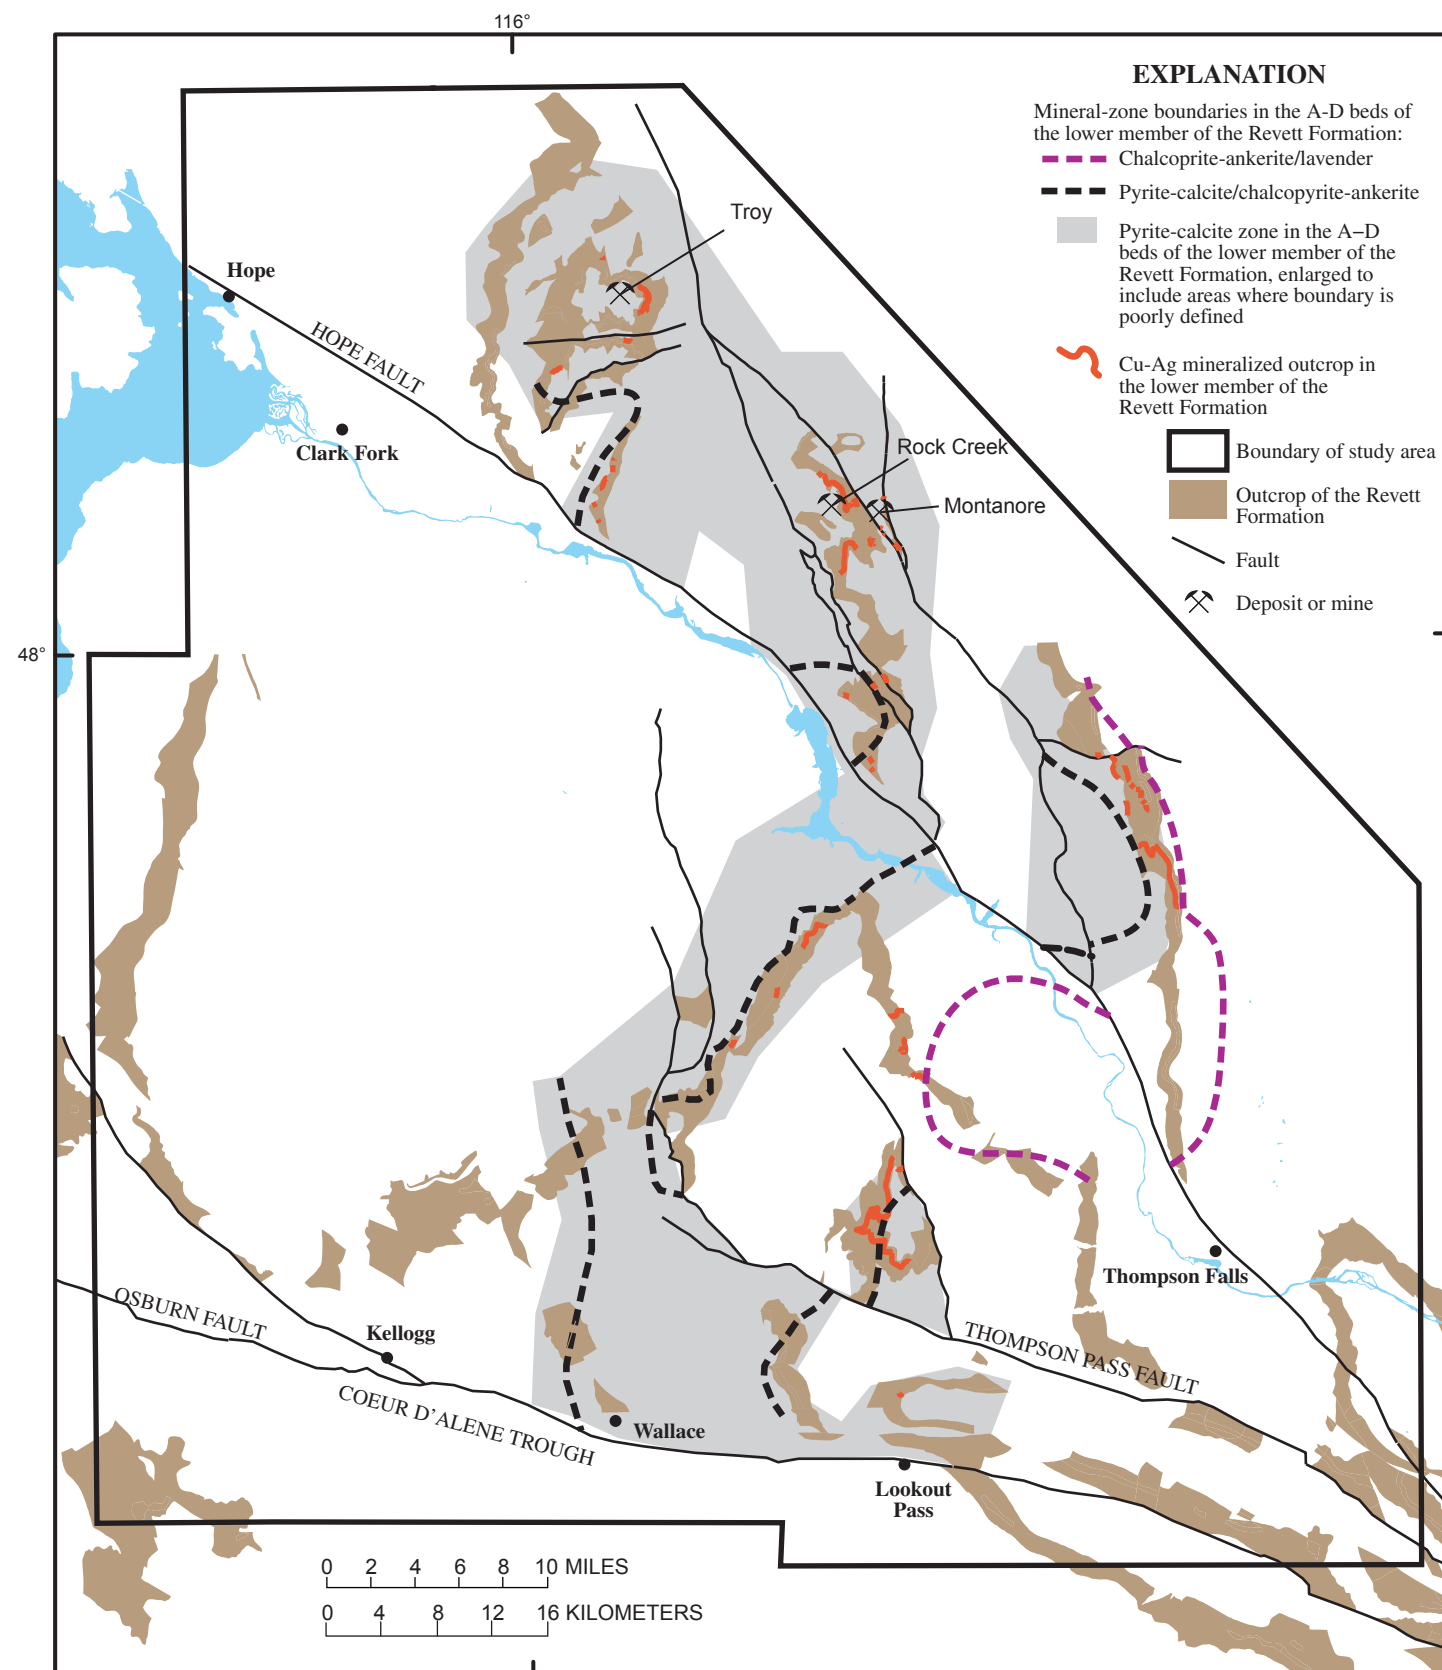 116°
EXPLANATION
Mineral-zone boundaries in the A-D beds of
the lower member of the Revett Formation:
Chalcoprite-ankerite/lavender
Pyrite-calcite/chalcopyrite-ankerite
Pyrite-calcite zone in the A–D
beds of the lower member of the
Revett Formation, enlarged to
include areas where boundary is
poorly defined
Cu-Ag mineralized outcrop in
the lower member of the
Revett Formation
Boundary of study area
Outcrop of the Revett
Formation
Fault
Deposit or mine
Troy
Hope
HOPE FAULT
Clark Fork
Rock Creek
Montanore
48°
Thompson Falls
OSBURN FAULT
Kellogg
THOMPSON PASS FAULT
COEUR D'ALENE TROUGH
Wallace
Lookout
Pass
0 2 4 6 8 10 MILES
0 4 8 12 16 KILOMETERS